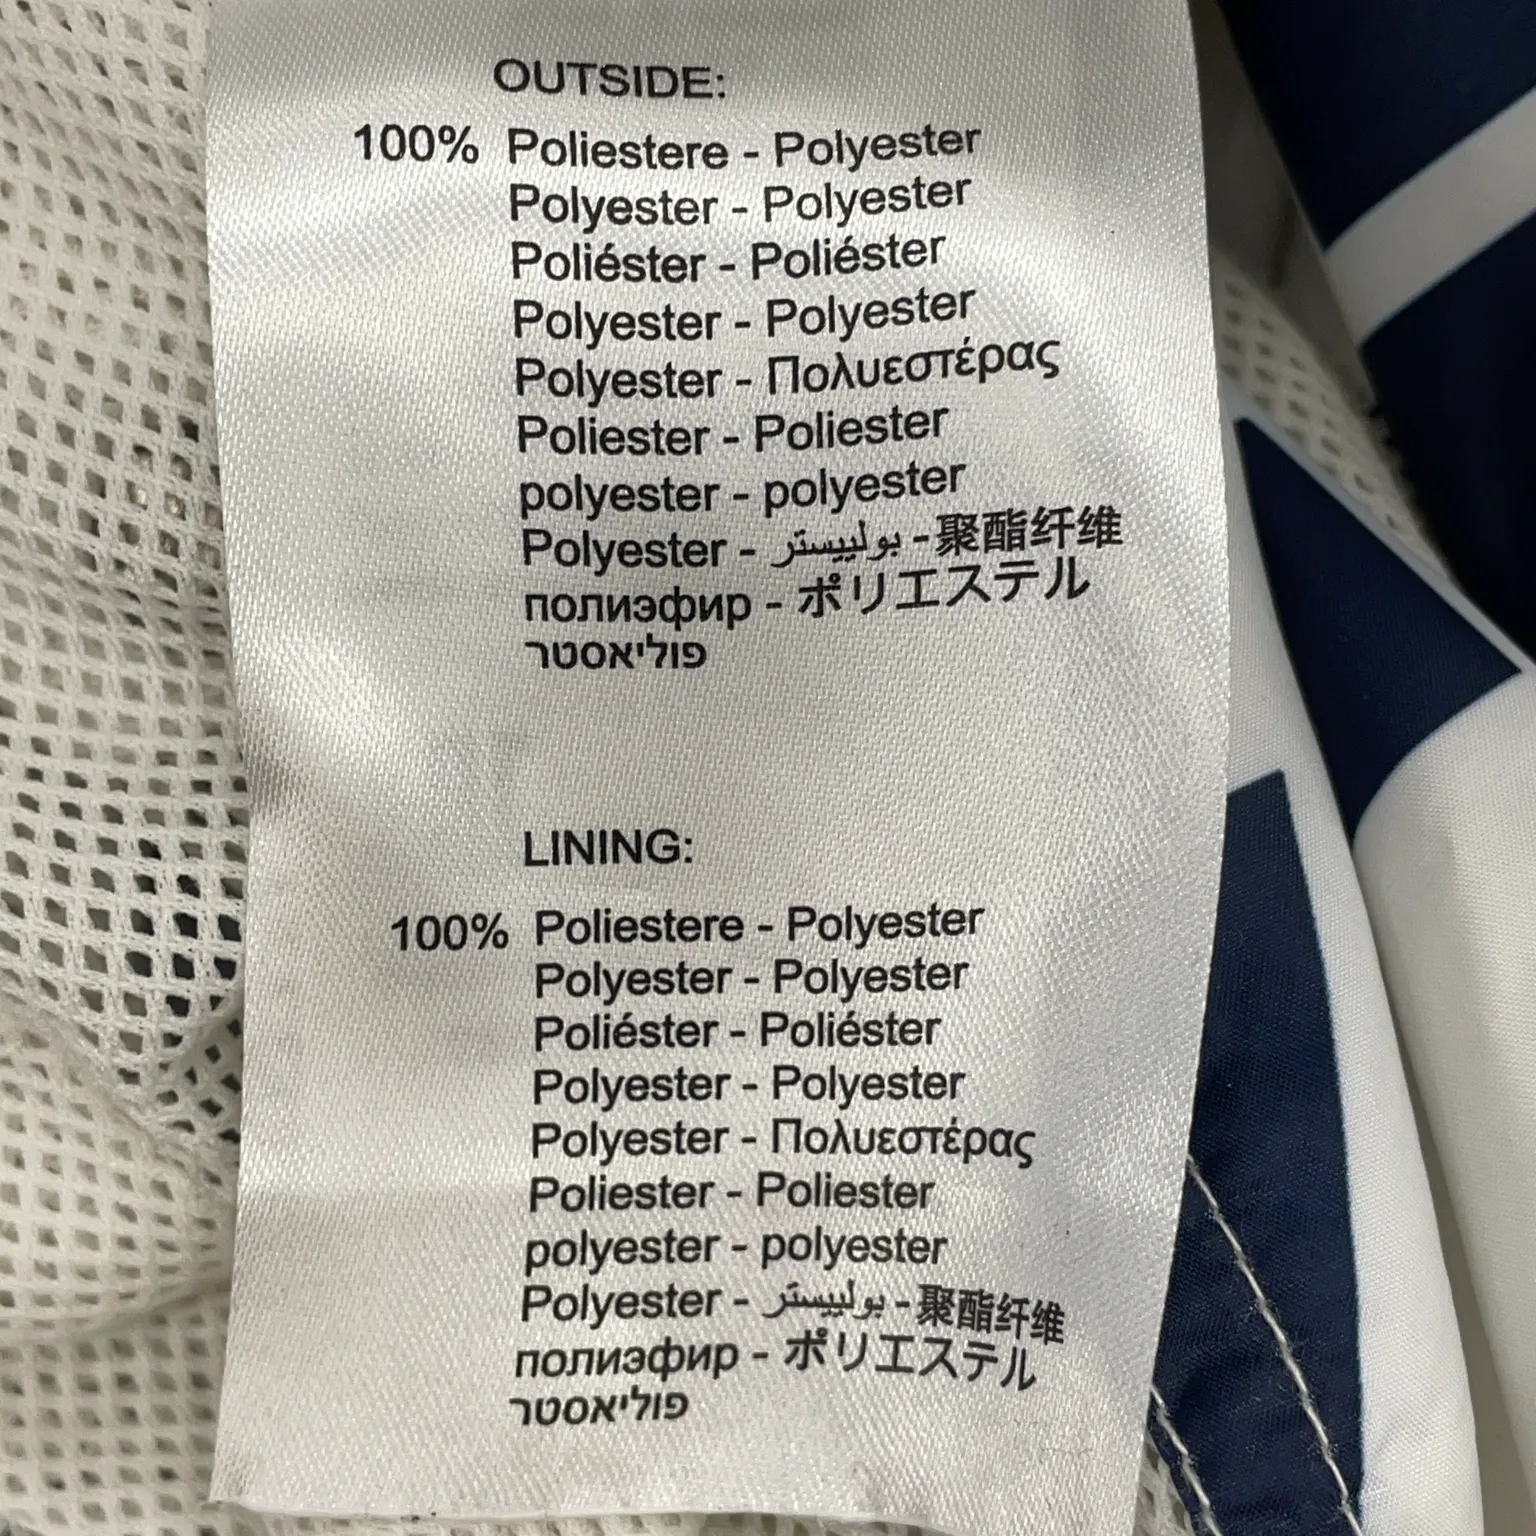 OUTSIDE:
100% Poliestere - Polyester
Polyester - Polyester
Poliéster - Poliéster
Polyester - Polyester
Polyester - Πολυεστέρας
Poliester - Poliester
polyester - polyester
Polyester - بولييستر - 聚酯纤维
полиэфир - ポリエステル
פוליאסטר
LINING:
100% Poliestere - Polyester
Polyester - Polyester
Poliéster - Poliéster
Polyester - Polyester
Polyester - Πολυεστέρας
Poliester - Poliester
polyester - polyester
Polyester - بولييستر - 聚酯纤维
полиэфир - ポリエステル
פוליאסטר